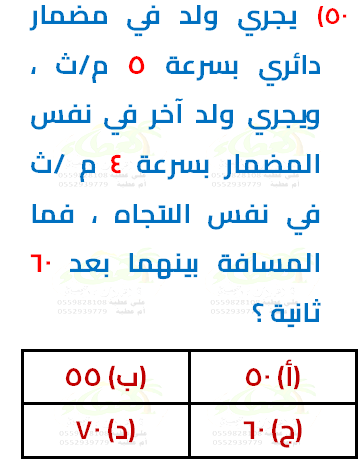 ٥٠) يجري ولد في مضمار
دائري بسرعة ٥ م/ث ،
ويجري ولد آخر في نفس
المضمار بسرعة ٤ م /ث
في نفس الاتجاه ، فما
المسافة بينهما بعد ٦٠
ثانية ؟
(أ) ٥٠ (ب) ٥٥
(ج) ٦٠ (د) ٧٠